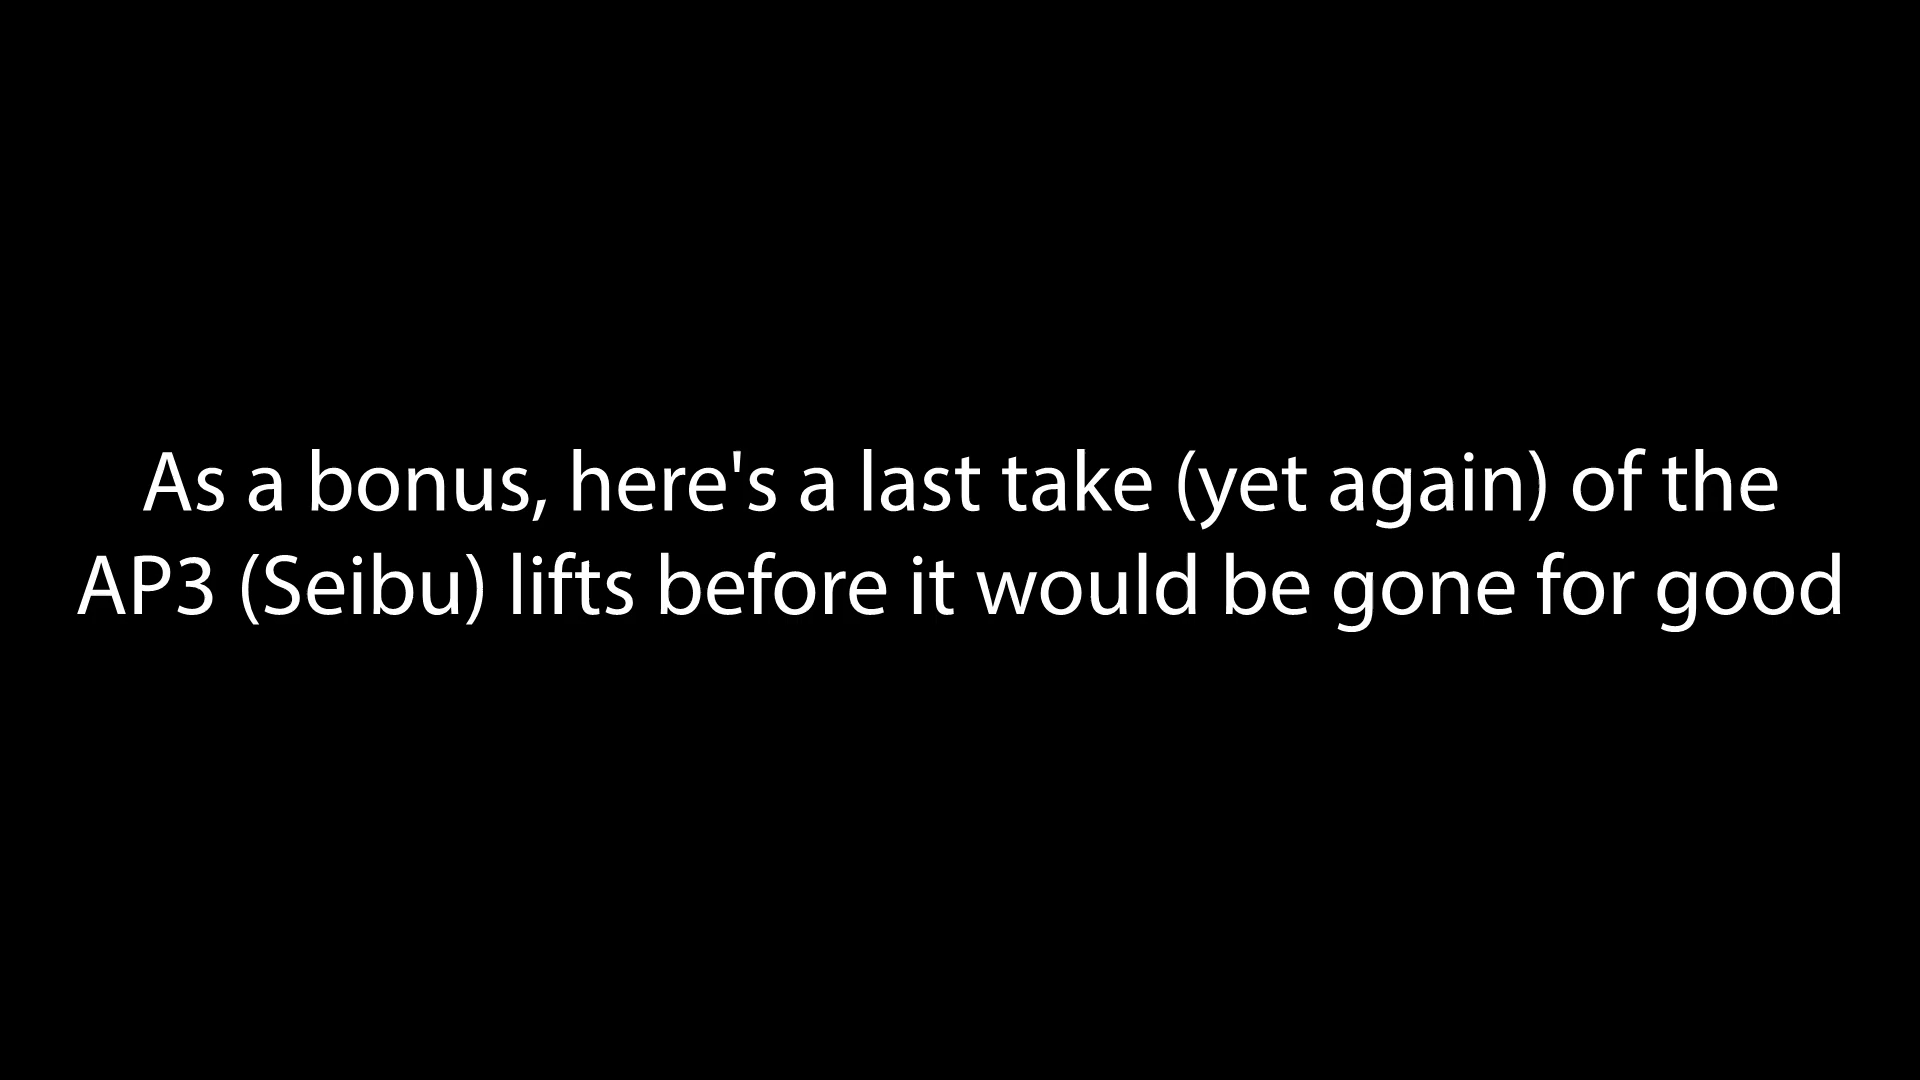 As a bonus, here's a last take (yet again) of the
AP3 (Seibu) lifts before it would be gone for good